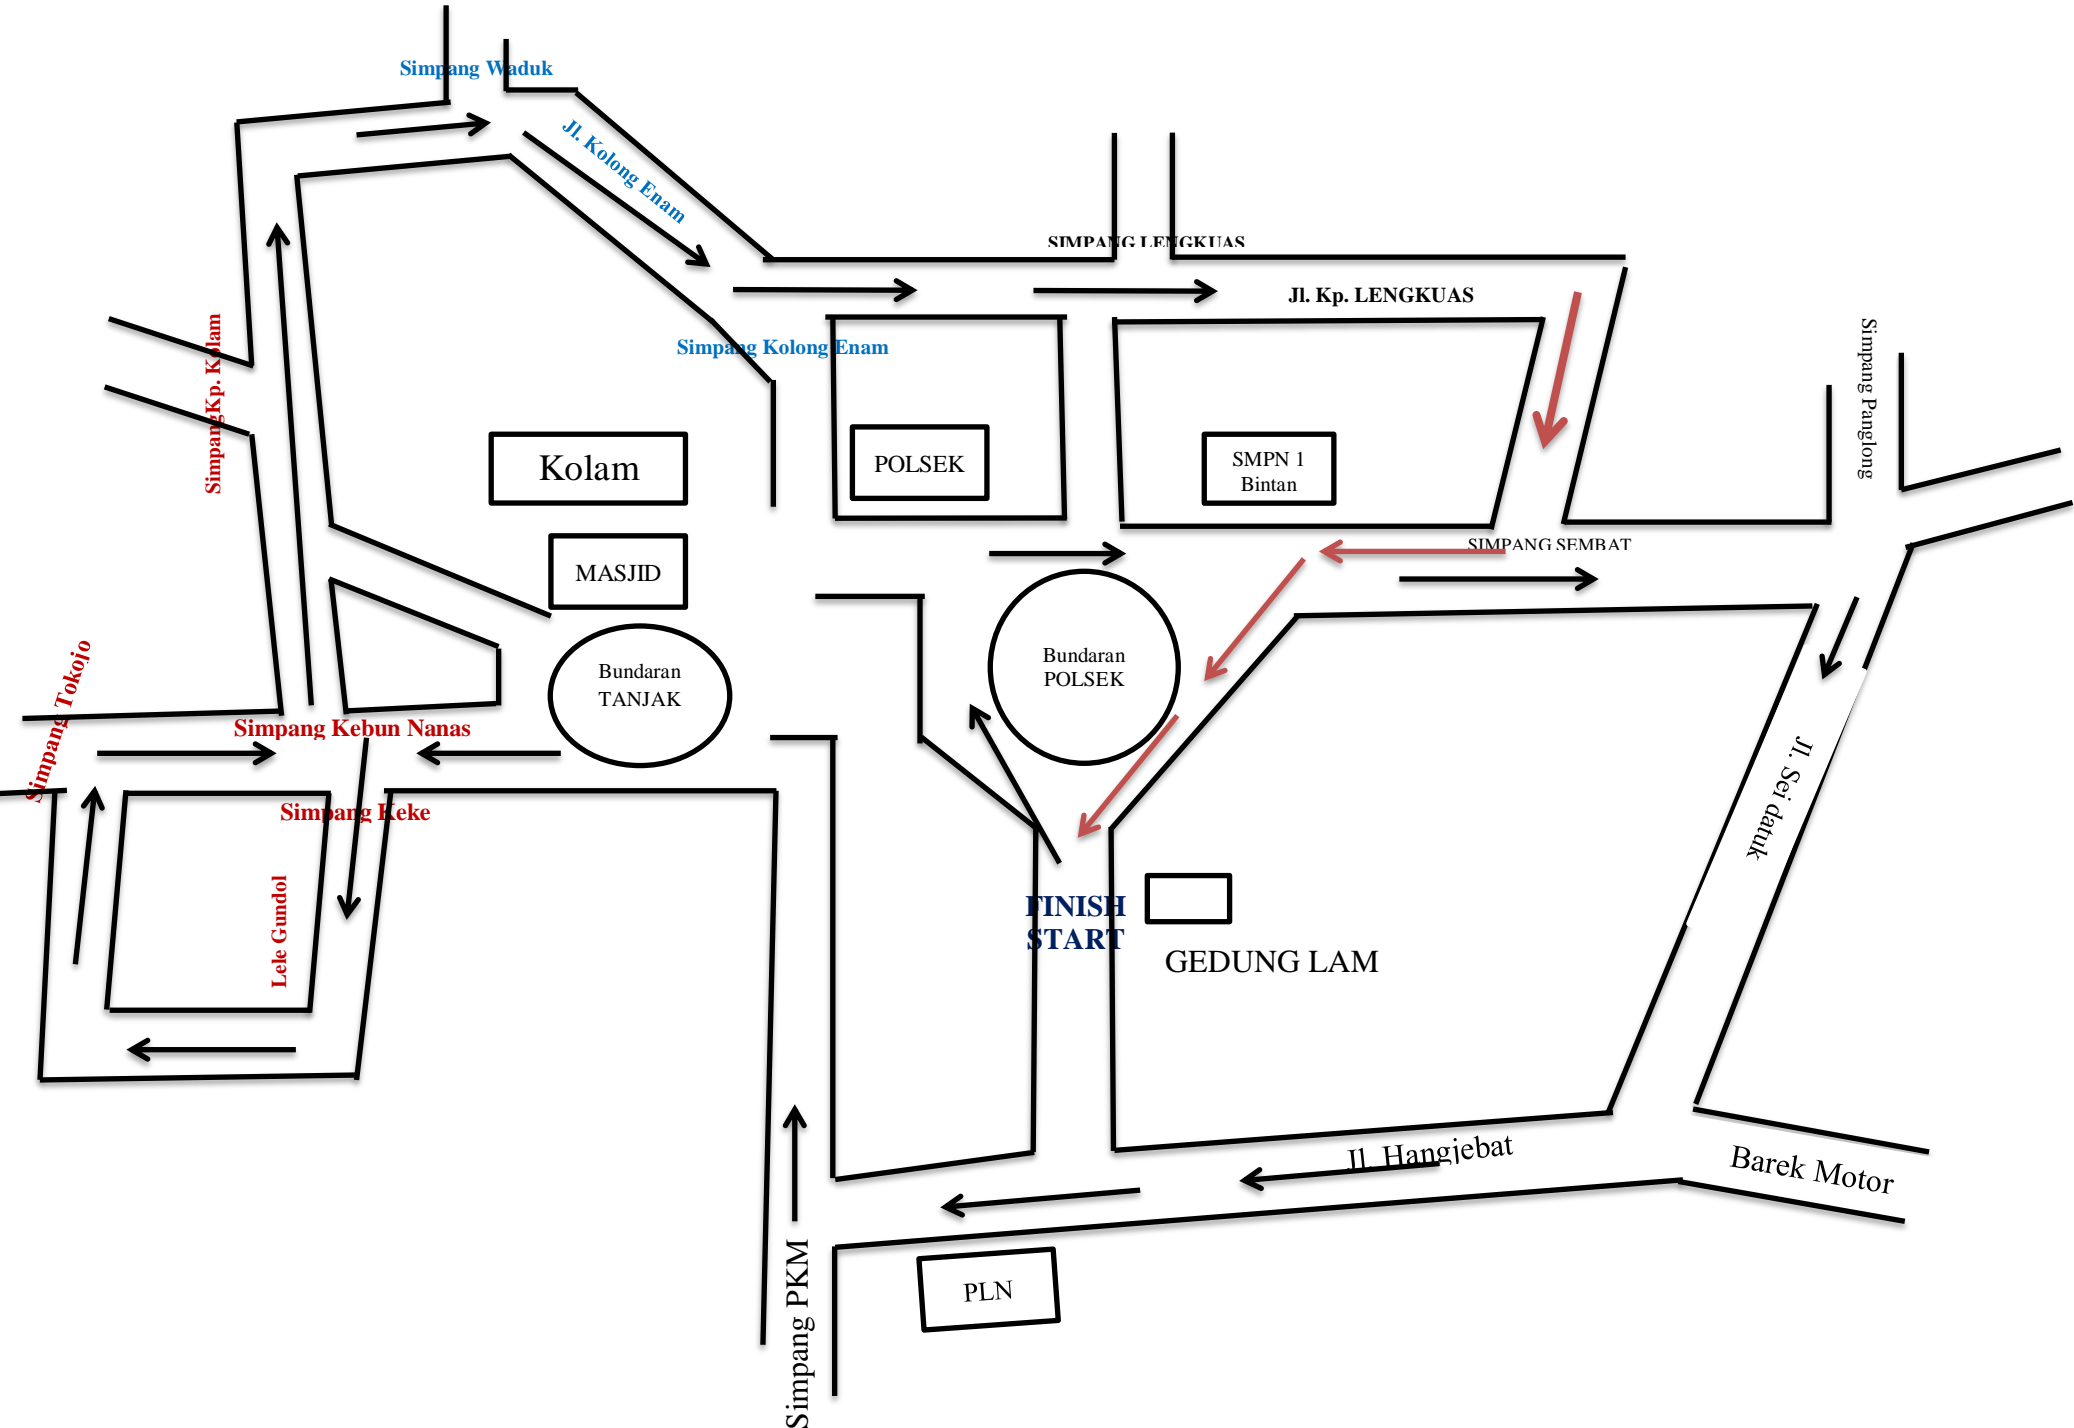 Simpang Waduk
Jl. Kolong Enam
SIMPANG LENGKUAS
Jl. Kp. LENGKUAS
Simpang Panglong
SimpangKp. Kolam
Simpang Kolong Enam
Kolam
POLSEK
SMPN 1
Bintan
SIMPANG SEMBAT
MASJID
Bundaran
TANJAK
Bundaran
POLSEK
Simpang Tokojo
Simpang Kebun Nanas
Simpang Keke
Jl. Sei datuk
Lele Gundol
FINISH
START
GEDUNG LAM
Jl. Hangjebat
Barek Motor
Simpang PKM
PLN